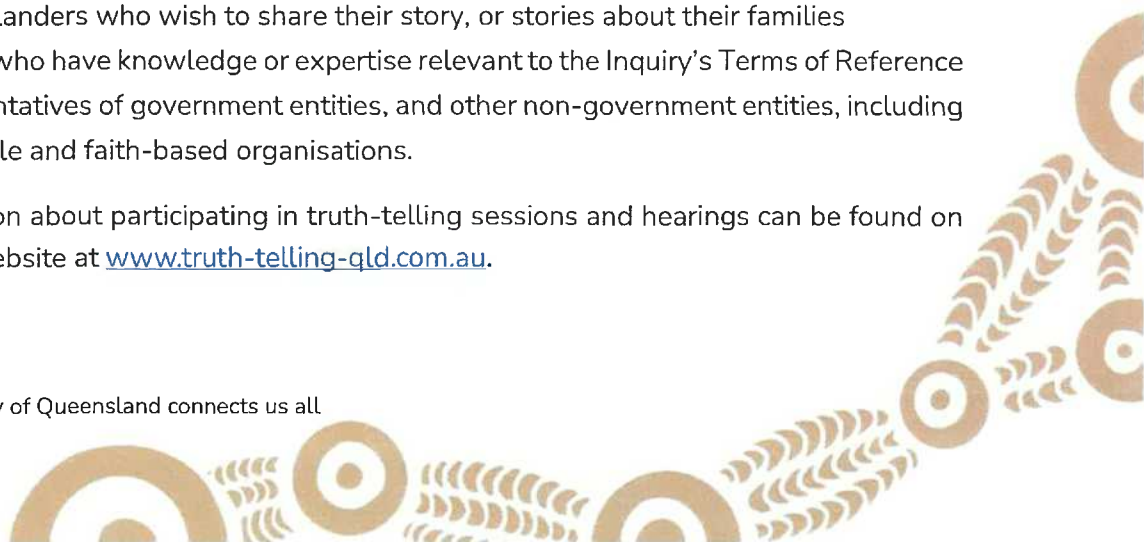 anders who wish to share their story, or stories about their families
who have knowledge or expertise relevant to the Inquiry's Terms of Reference
ntatives of government entities, and other non-government entities, including
le and faith-based organisations.
on about participating in truth-telling sessions and hearings can be found on
ebsite at www.truth-telling-qld.com.au.
y of Queensland connects us all